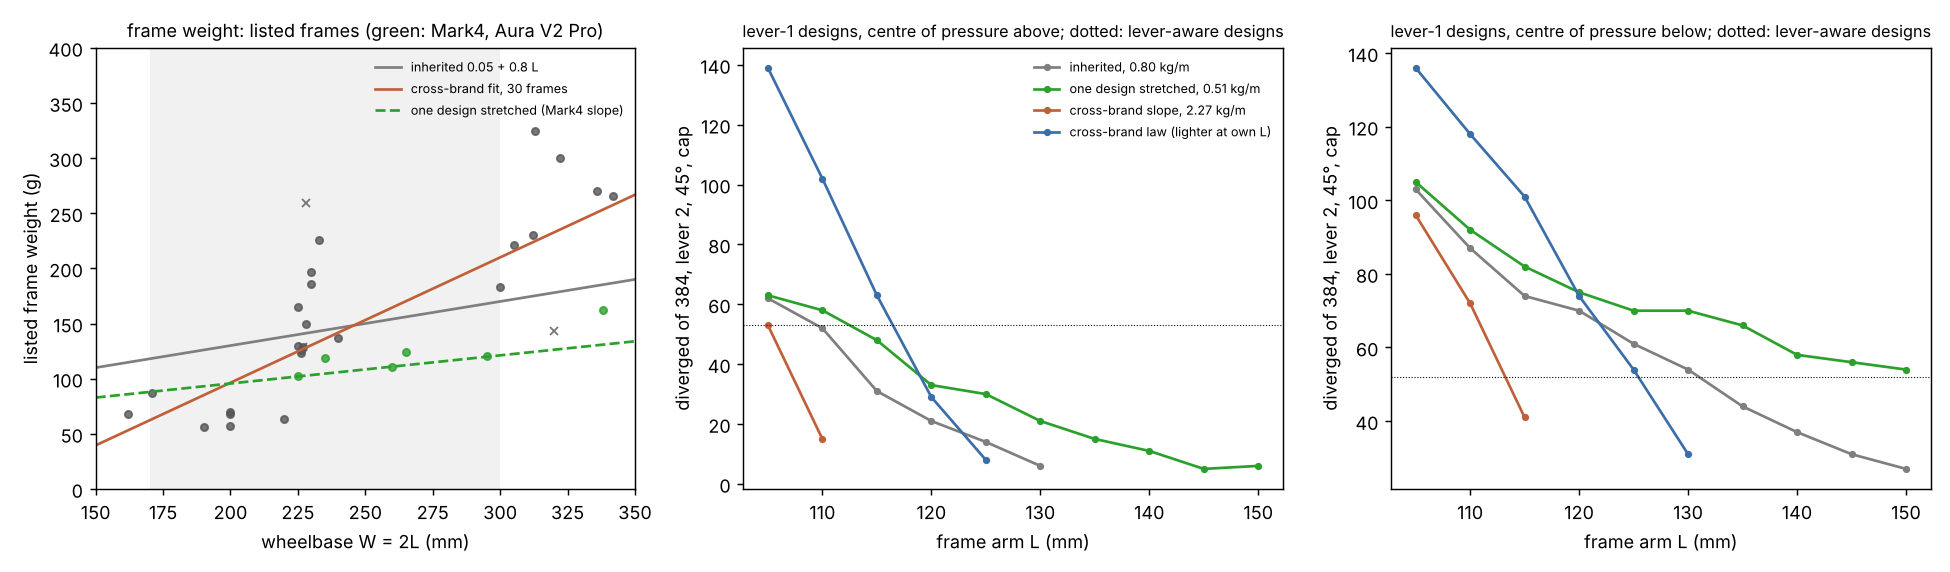 frame weight: listed frames (green: Mark4, Aura V2 Pro)
listed frame weight (g)
400
350
300
250
200
150
100
50
0
inherited 0.05 + 0.8 L
cross-brand fit, 30 frames
one design stretched (Mark4 slope)
150
175
200
225
250
275
300
325
350
wheelbase W = 2L (mm)
lever-1 designs, centre of pressure above; dotted: lever-aware designs
diverged of 384, lever 2, 45°, cap
140
120
100
80
60
40
20
0
inherited, 0.80 kg/m
one design stretched, 0.51 kg/m
cross-brand slope, 2.27 kg/m
cross-brand law (lighter at own L)
110
120
130
140
150
frame arm L (mm)
lever-1 designs, centre of pressure below; dotted: lever-aware designs
diverged of 384, lever 2, 45°, cap
140
120
100
80
60
40
110
120
130
140
150
frame arm L (mm)